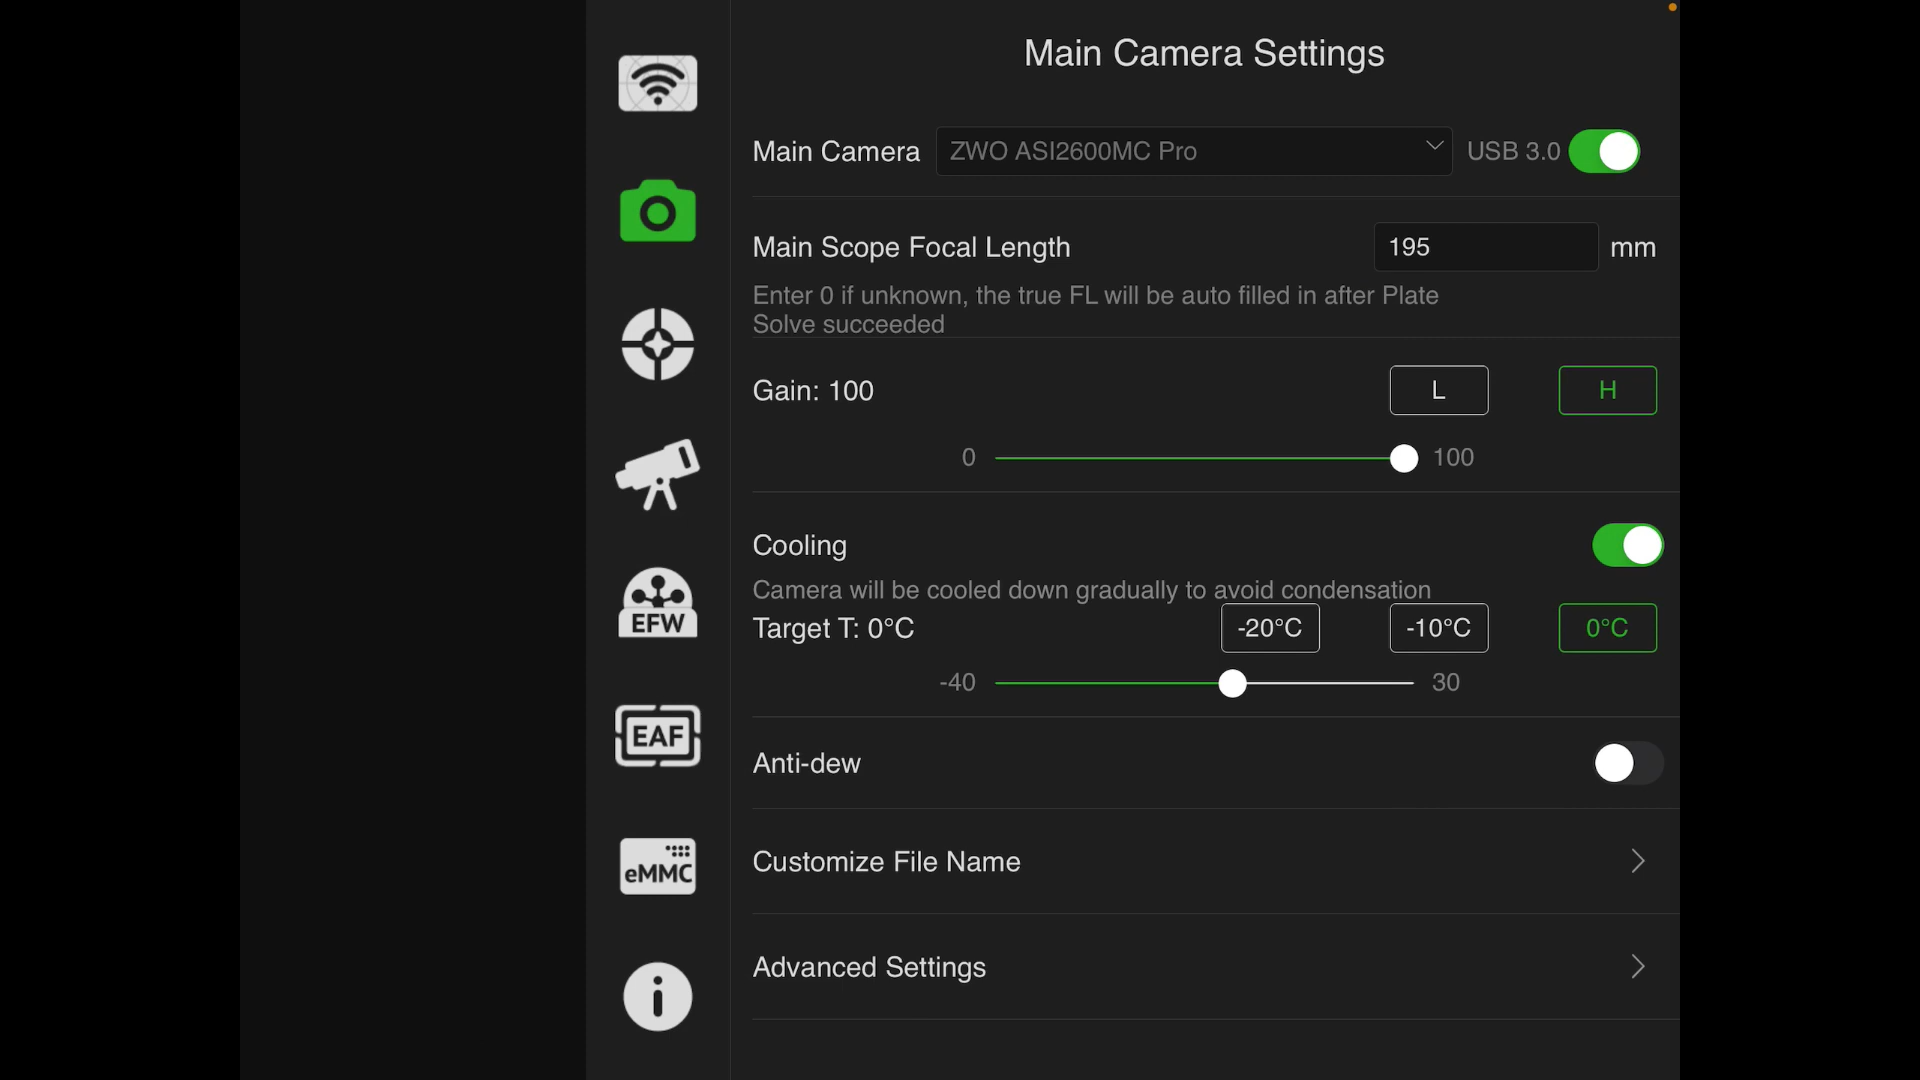 Main Camera Settings
Main Camera ZWO ASI2600MC Pro USB 3.0
Main Scope Focal Length 195 mm
Enter 0 if unknown, the true FL will be auto filled in after Plate
Solve succeeded
Gain: 100 L H
0 100
Cooling
Camera will be cooled down gradually to avoid condensation
Target T: 0°C -20°C -10°C 0°C
-40 30
EFW
EAF
Anti-dew
eMMC
Customize File Name
Advanced Settings
i